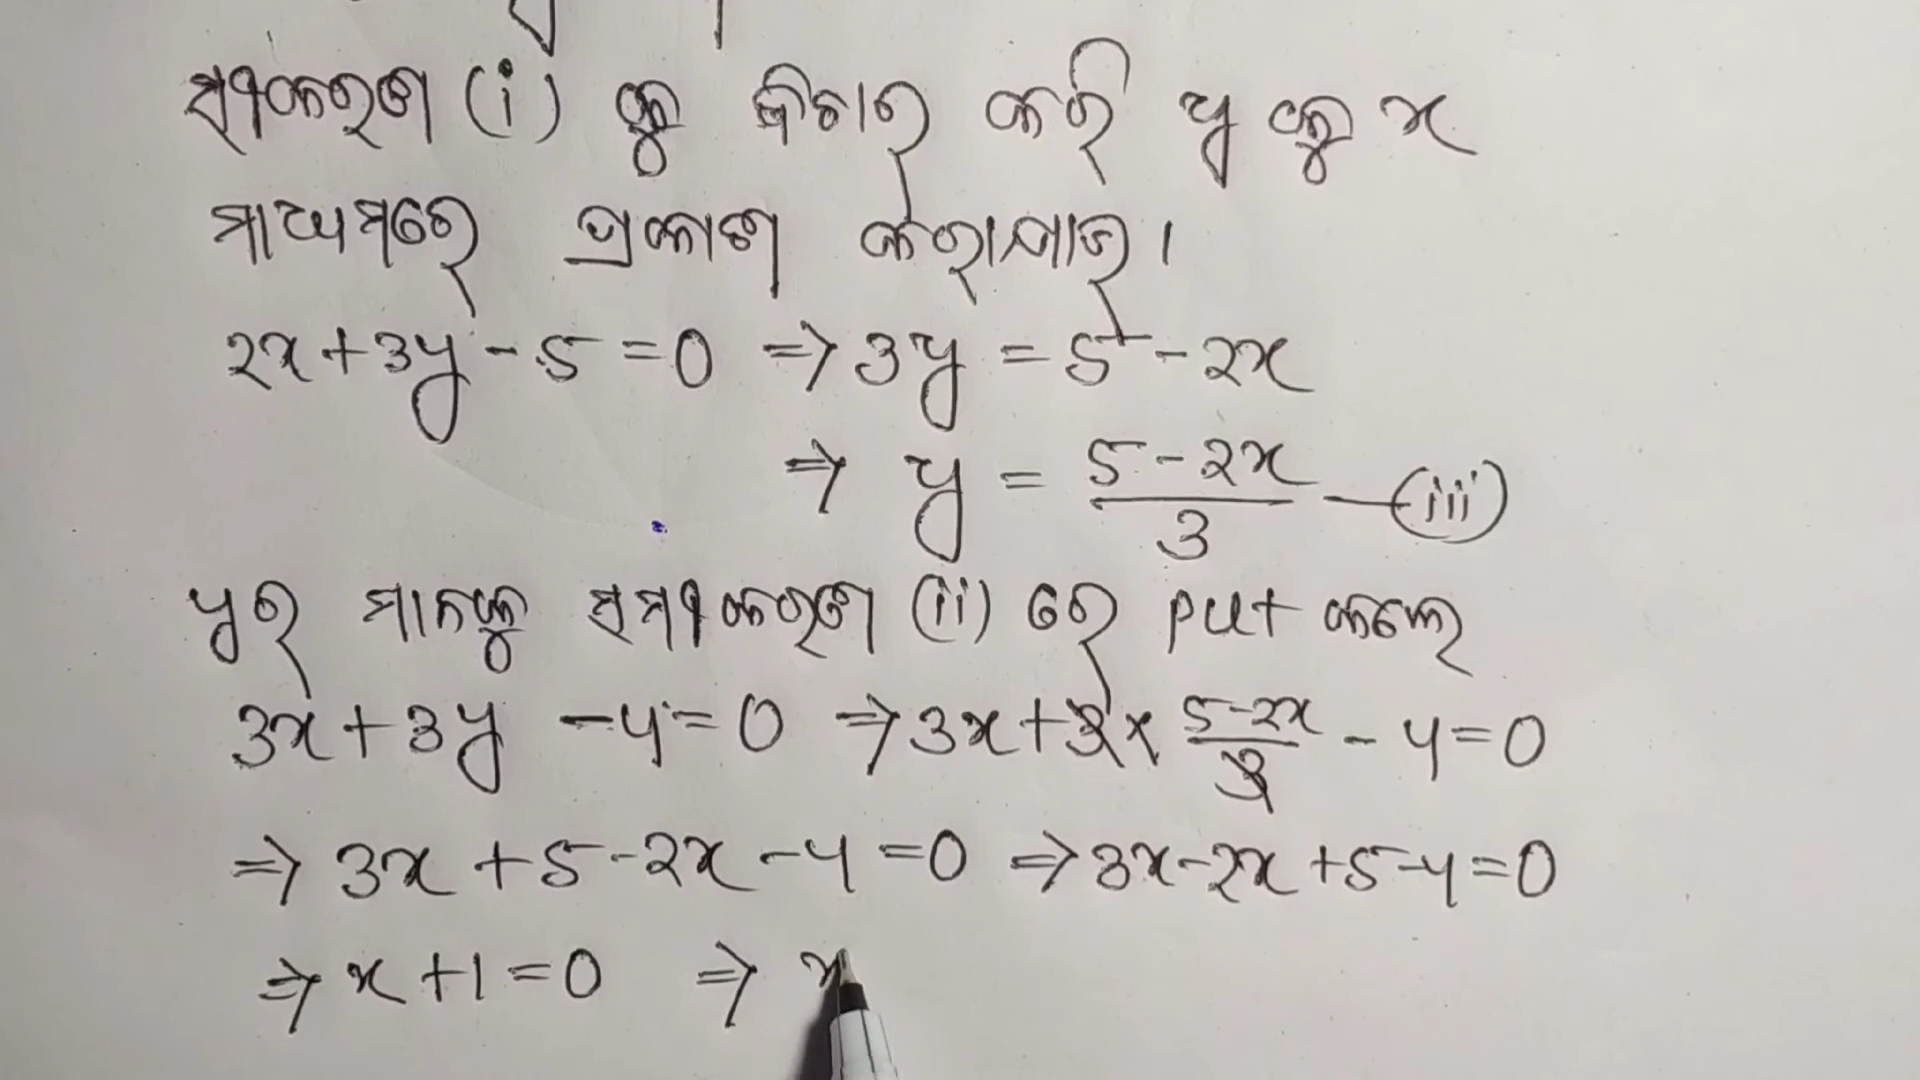 ସମୀକରଣ (i) କୁ ବିଚାର କରି y କୁ x
ମାଧ୍ୟମରେ ପ୍ରକାଶ କରାଯାଉ।
2x + 3y - 5 = 0 ⇒ 3y = 5 - 2x
⇒ y = (5 - 2x)/3 — (iii)
yର ମାନକୁ ସମୀକରଣ (ii) ରେ put କଲେ
3x + 3y - 4 = 0 ⇒ 3x + 3 × (5-2x)/3 - 4 = 0
⇒ 3x + 5 - 2x - 4 = 0 ⇒ 3x - 2x + 5 - 4 = 0
⇒ x + 1 = 0 ⇒ x